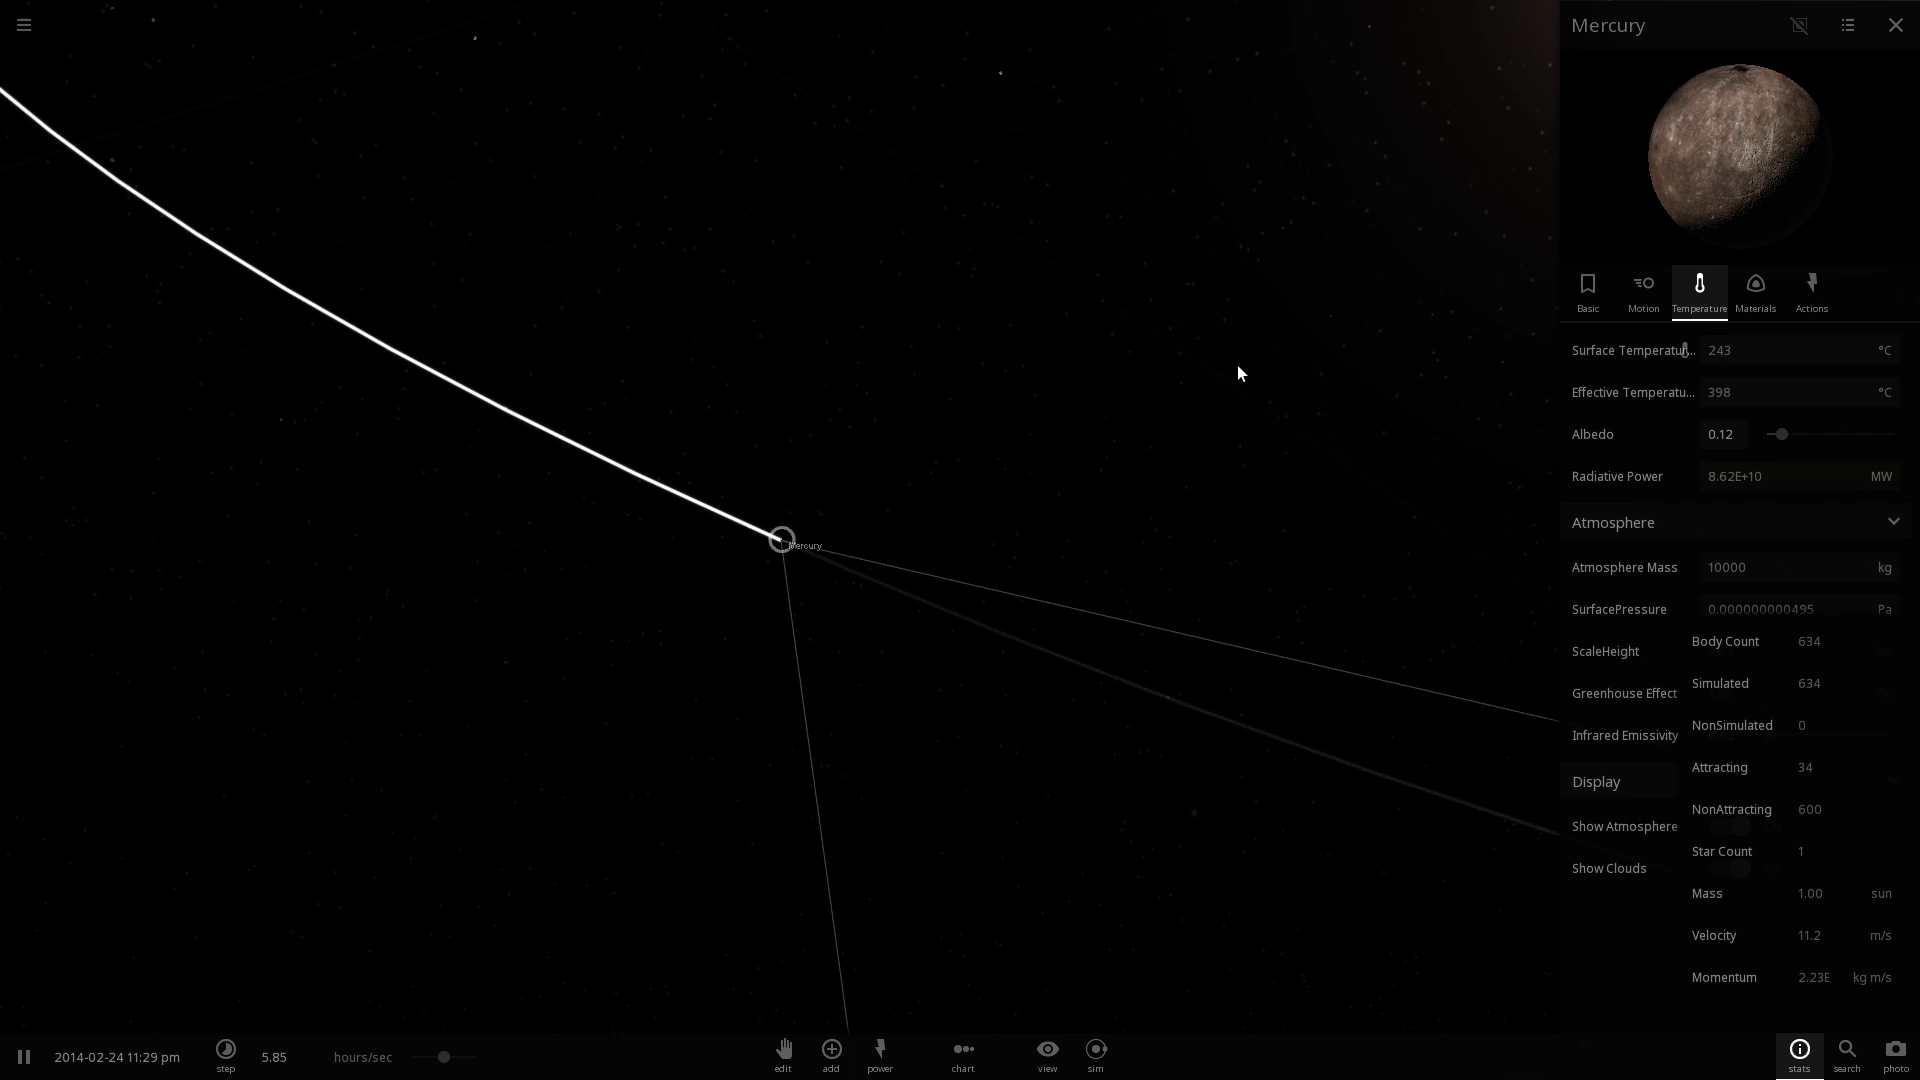 Mercury
Basic
Motion
Temperature
Materials
Actions
Surface Temperatur... 243 °C
Effective Temperatu... 398 °C
Albedo 0.12
Radiative Power 8.62E+10 MW
Atmosphere
Atmosphere Mass 10000 kg
SurfacePressure 0.000000000495 Pa
ScaleHeight
Greenhouse Effect
Infrared Emissivity
Display
Show Atmosphere
Show Clouds
Body Count 634
Simulated 634
NonSimulated 0
Attracting 34
NonAttracting 600
Star Count 1
Mass 1.00 sun
Velocity 11.2 m/s
Momentum 2.23E kg m/s
Mercury
2014-02-24 11:29 pm
step
5.85 hours/sec
edit
add
power
chart
view
sim
stats
search
photo